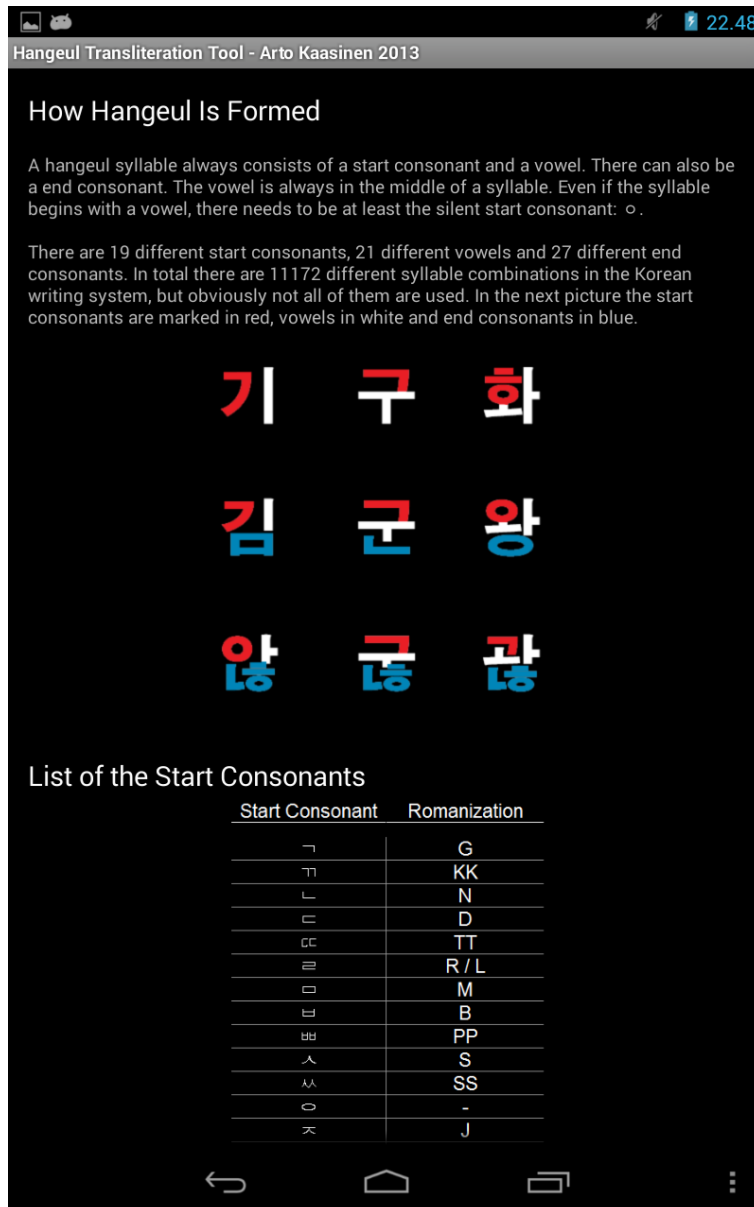 22.48
Hangeul Transliteration Tool - Arto Kaasinen 2013
How Hangeul Is Formed
A hangeul syllable always consists of a start consonant and a vowel. There can also be
a end consonant. The vowel is always in the middle of a syllable. Even if the syllable
begins with a vowel, there needs to be at least the silent start consonant: ㅇ.
There are 19 different start consonants, 21 different vowels and 27 different end
consonants. In total there are 11172 different syllable combinations in the Korean
writing system, but obviously not all of them are used. In the next picture the start
consonants are marked in red, vowels in white and end consonants in blue.
기 구 화
김 군 왕
않 군ㅎ 괂
List of the Start Consonants
Start Consonant Romanization
ㄱ G
ㄲ KK
ㄴ N
ㄷ D
ㄸ TT
ㄹ R / L
ㅁ M
ㅂ B
ㅃ PP
ㅅ S
ㅆ SS
ㅇ -
ㅈ J